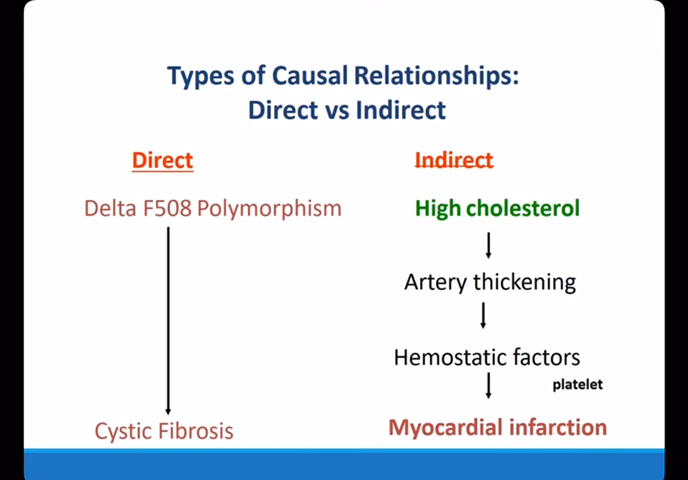 Types of Causal Relationships:
Direct vs Indirect
Direct
Delta F508 Polymorphism
Cystic Fibrosis
Indirect
High cholesterol
Artery thickening
Hemostatic factors
platelet
Myocardial infarction